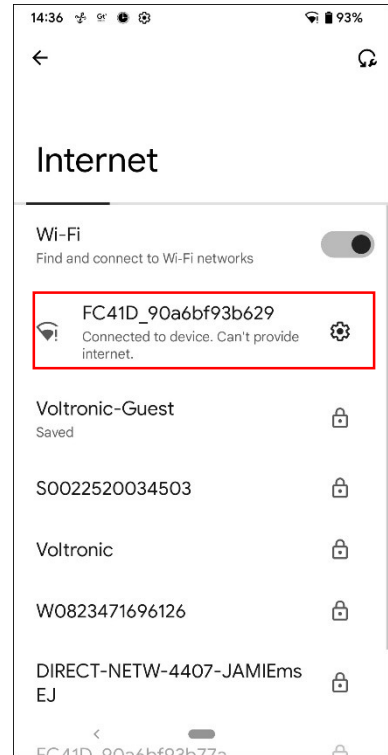 14:36 93%
Internet
Wi-Fi
Find and connect to Wi-Fi networks
FC41D_90a6bf93b629
Connected to device. Can't provide
internet.
Voltronic-Guest
Saved
S0022520034503
Voltronic
W0823471696126
DIRECT-NETW-4407-JAMIEms
EJ
FC41D_90a6bf93b77a